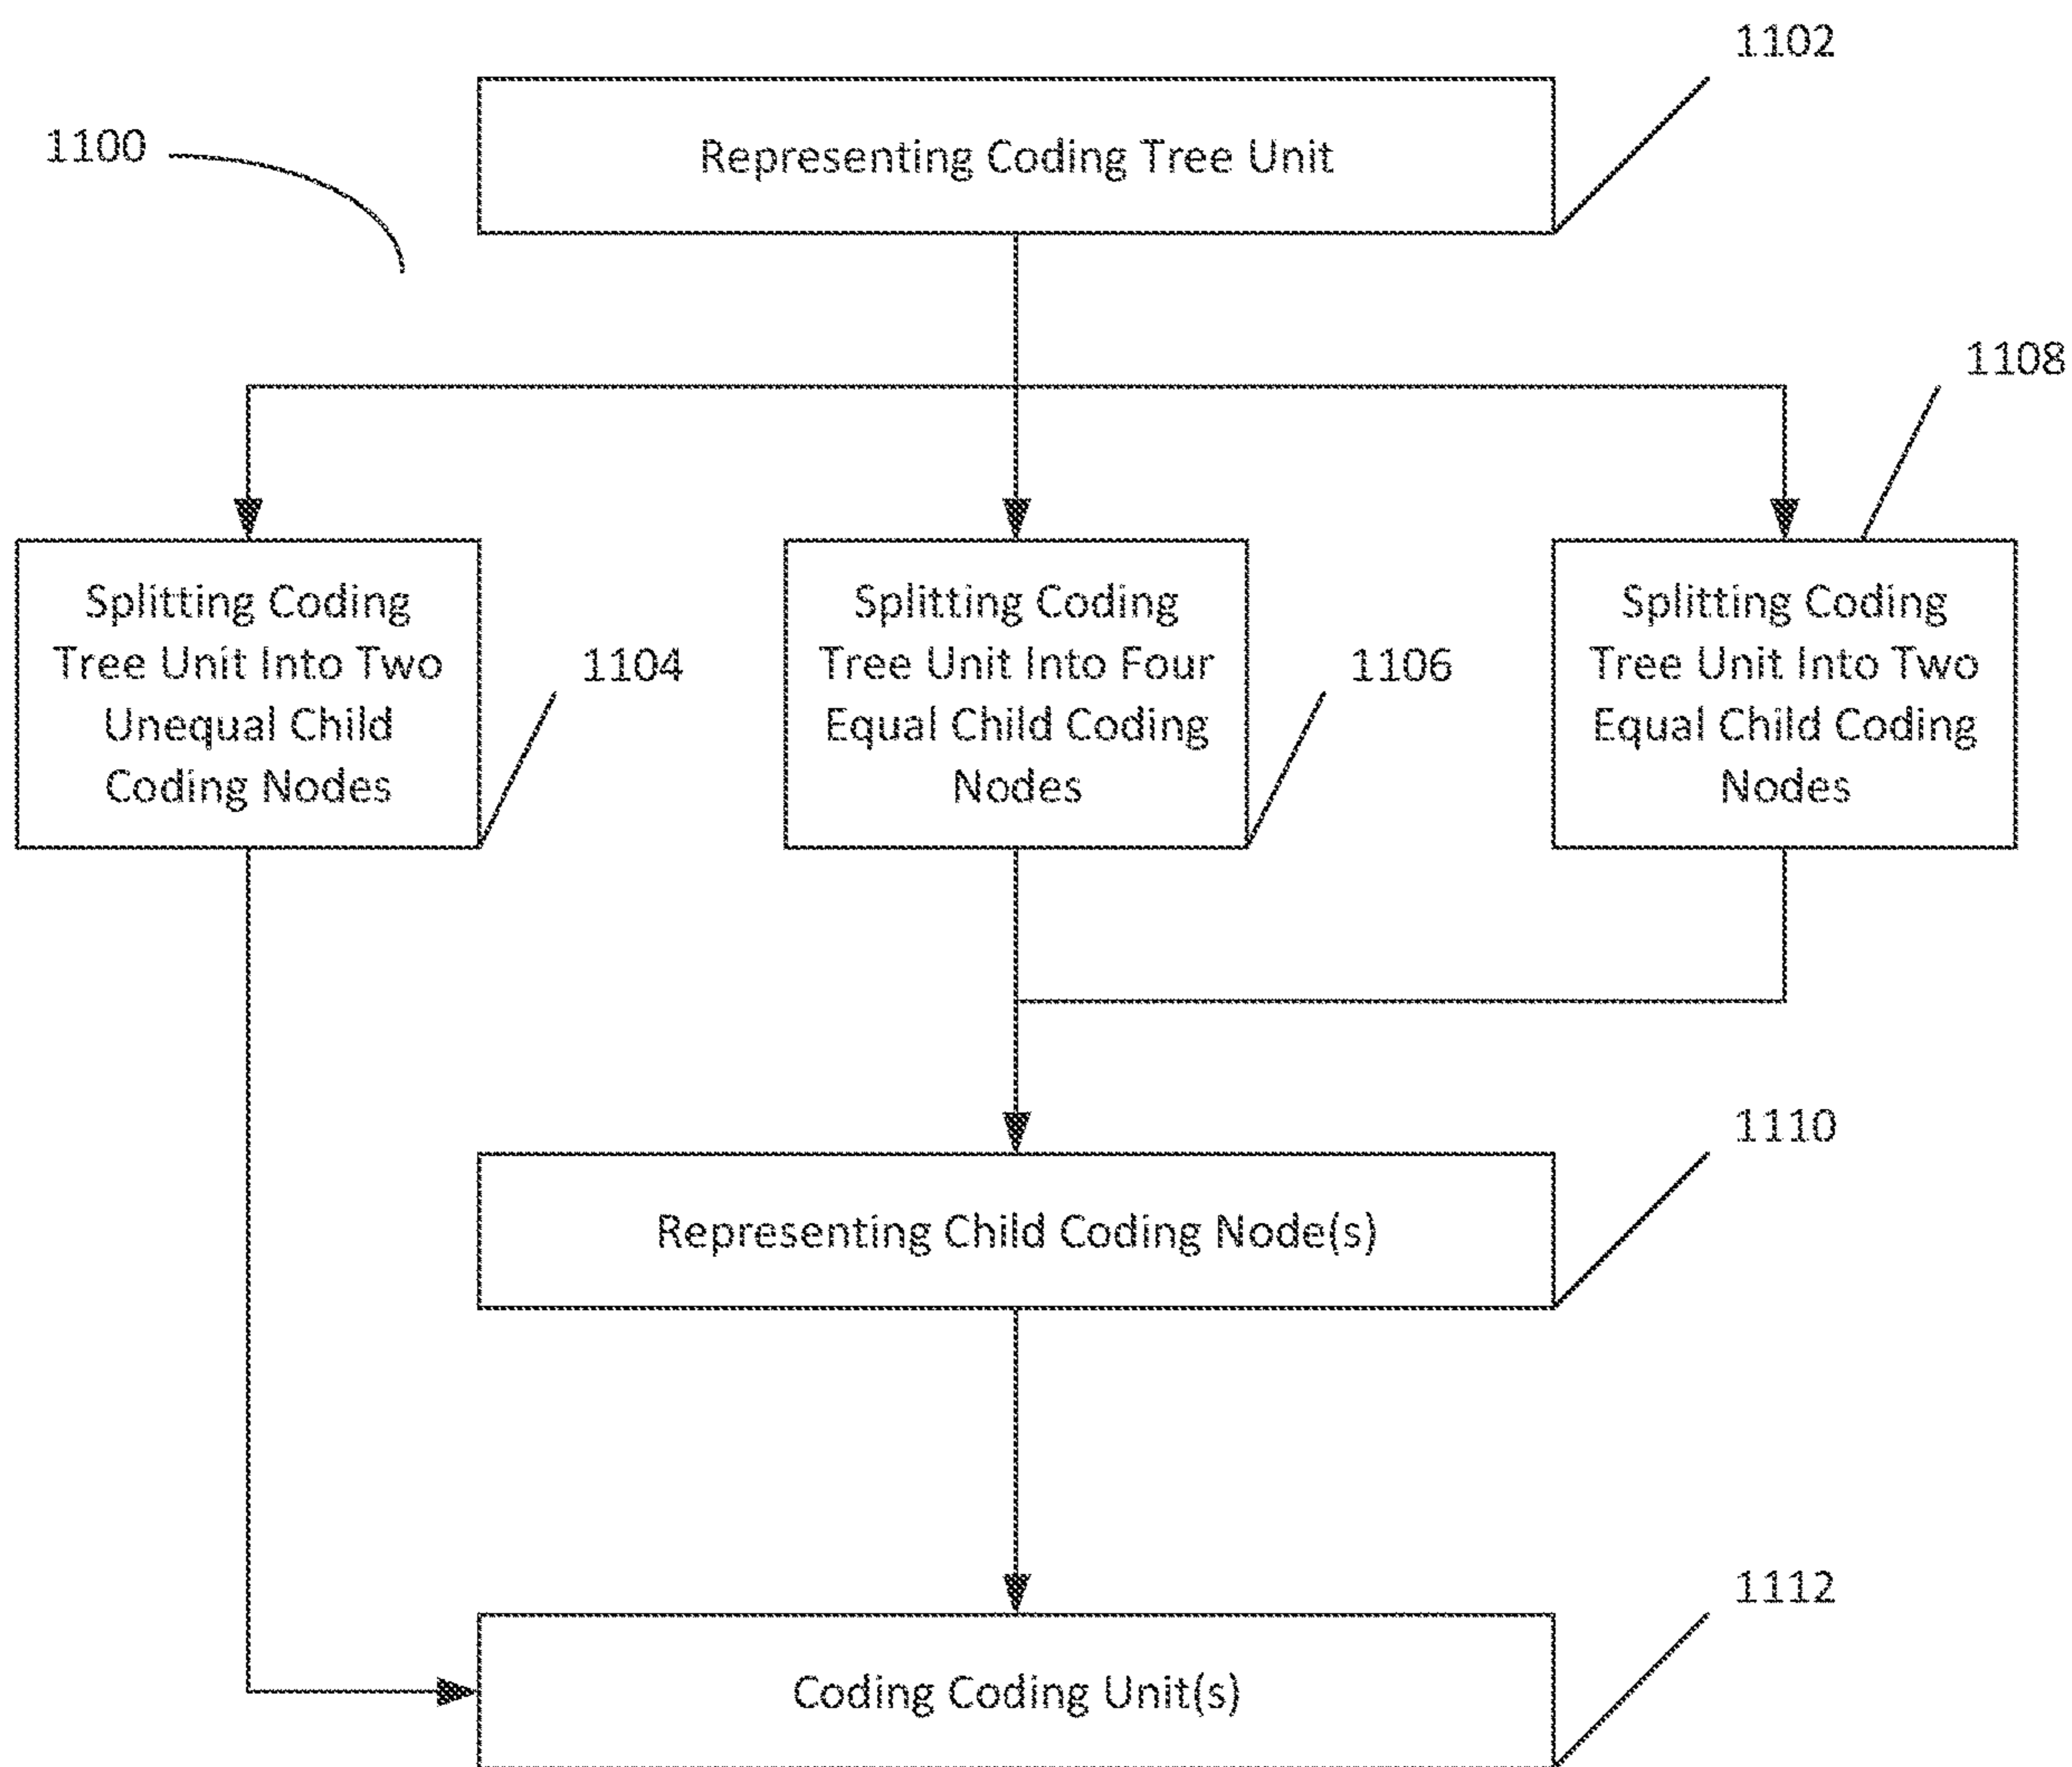 1102
1100
Representing Coding Tree Unit
1108
Splitting Coding
Tree Unit Into Two
Unequal Child
Coding Nodes
1104
Splitting Coding
Tree Unit Into Four
Equal Child Coding
Nodes
1106
Splitting Coding
Tree Unit Into Two
Equal Child Coding
Nodes
1110
Representing Child Coding Node(s)
1112
Coding Coding Unit(s)